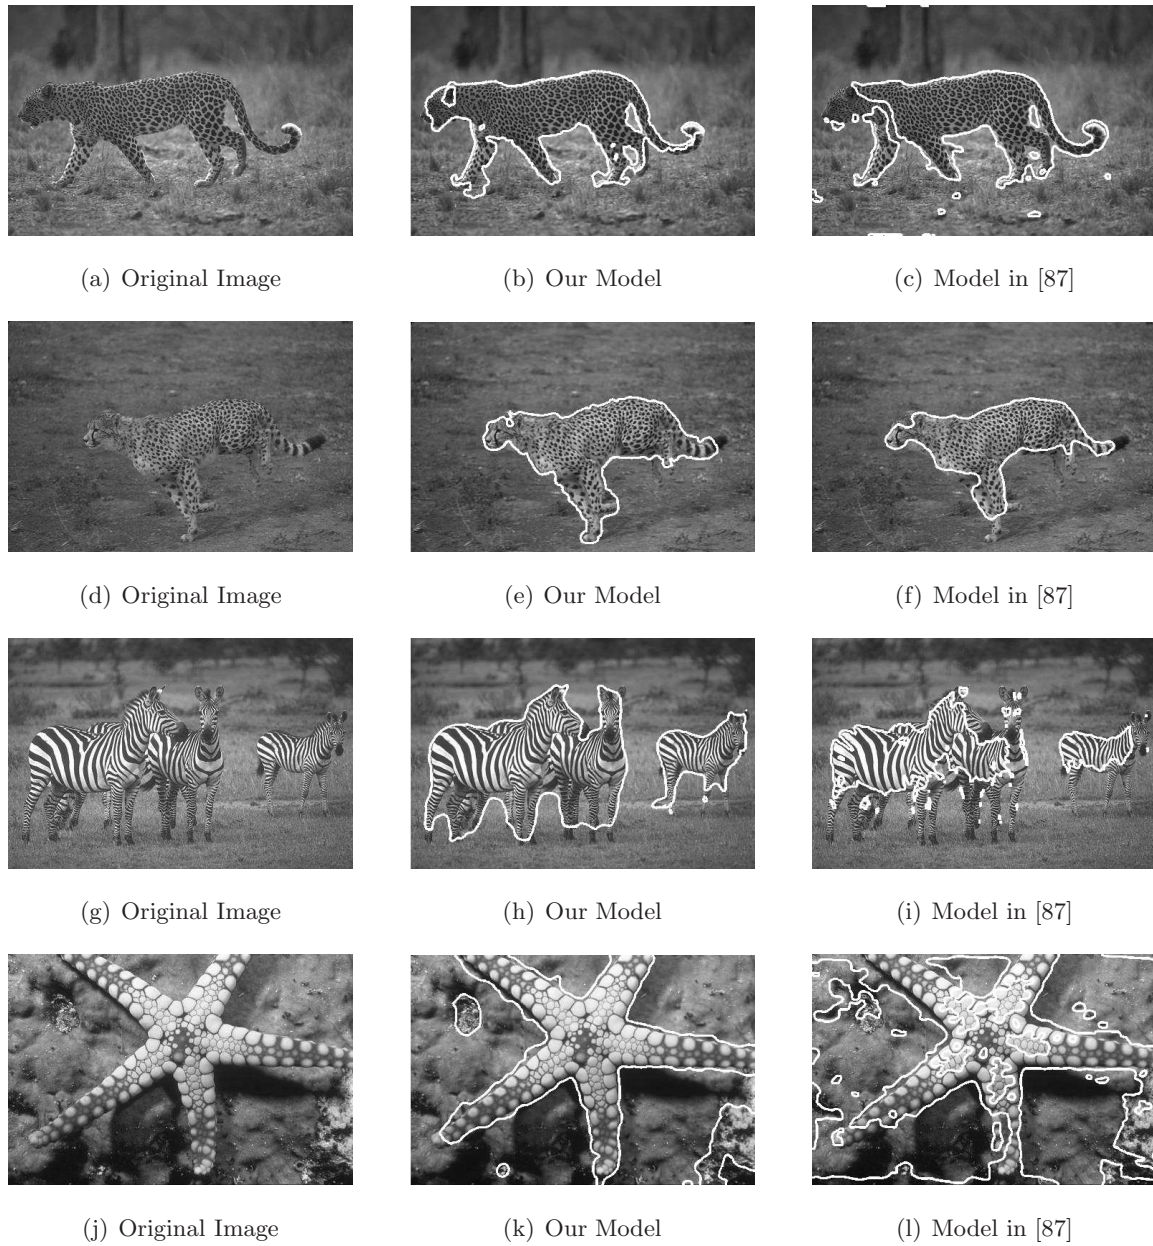 (a) Original Image
(b) Our Model
(c) Model in [87]
(d) Original Image
(e) Our Model
(f) Model in [87]
(g) Original Image
(h) Our Model
(i) Model in [87]
(j) Original Image
(k) Our Model
(l) Model in [87]